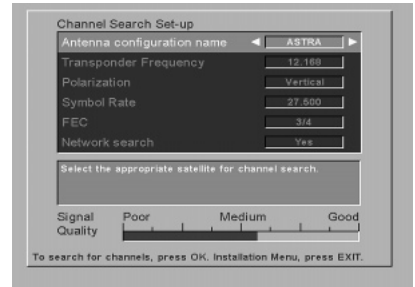 Channel Search Set-up
Antenna configuration name ASTRA
Transponder Frequency 12.168
Polarization Vertical
Symbol Rate 27.500
FEC 3/4
Network search Yes
Select the appropriate satellite for channel search.
Signal Quality Poor Medium Good
To search for channels, press OK. Installation Menu, press EXIT.